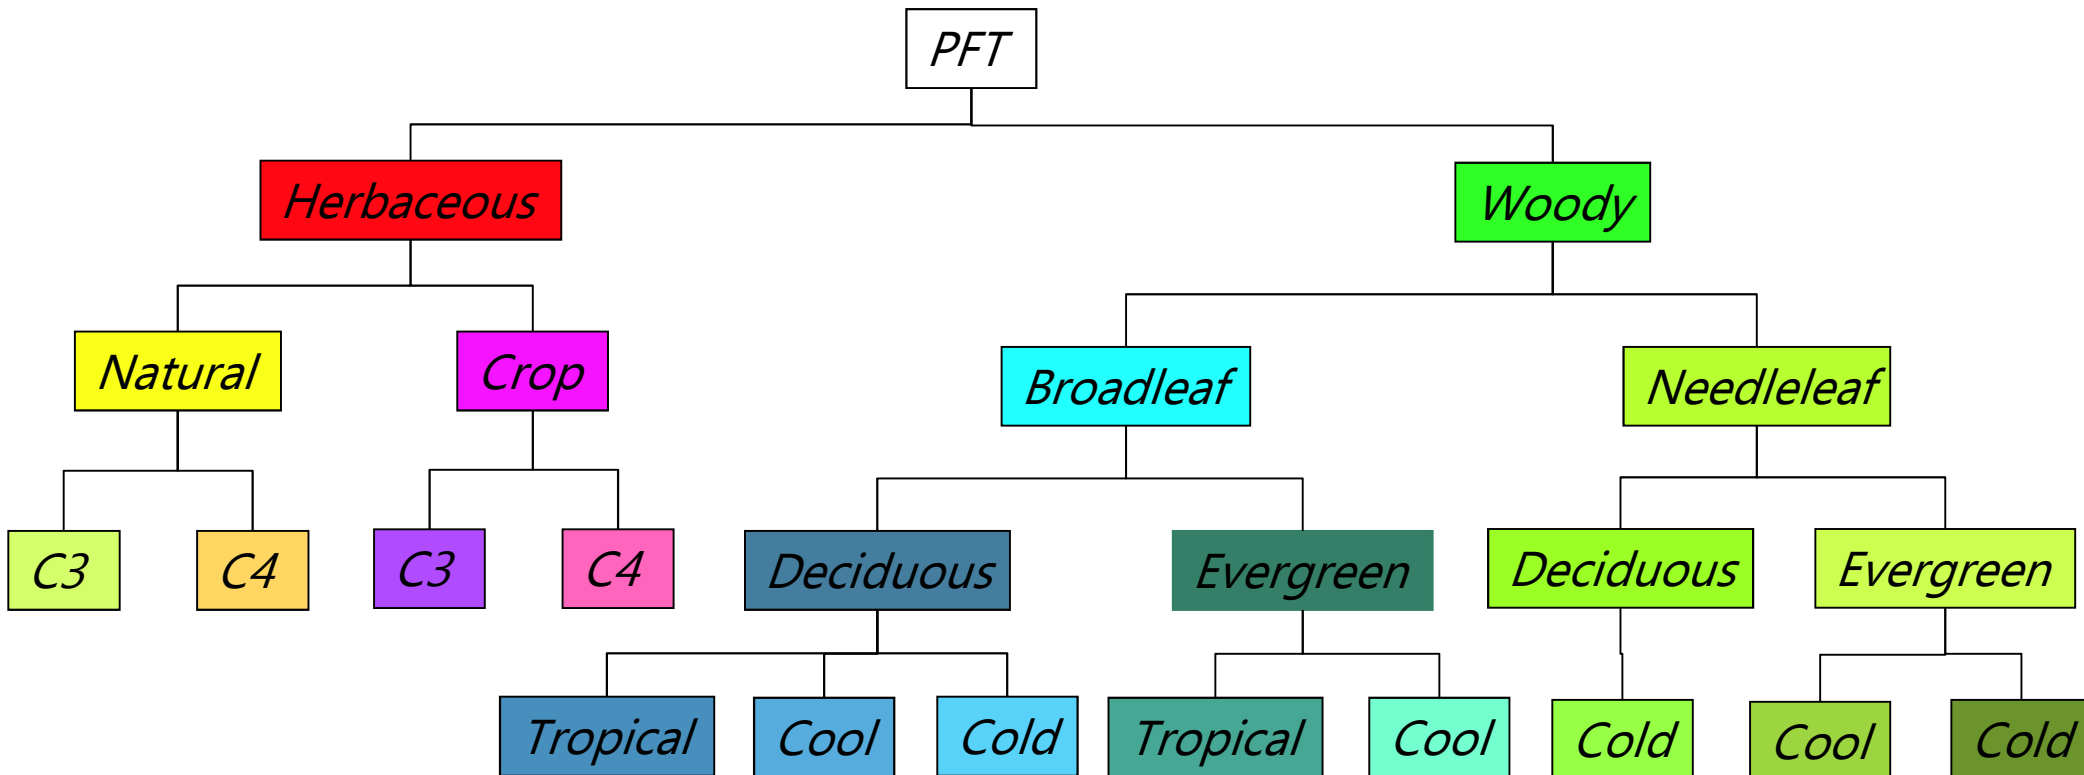 PFT
Herbaceous
Woody
Natural
Crop
Broadleaf
Needleleaf
C3
C4
C3
C4
Deciduous
Evergreen
Deciduous
Evergreen
Tropical
Cool
Cold
Tropical
Cool
Cold
Cool
Cold